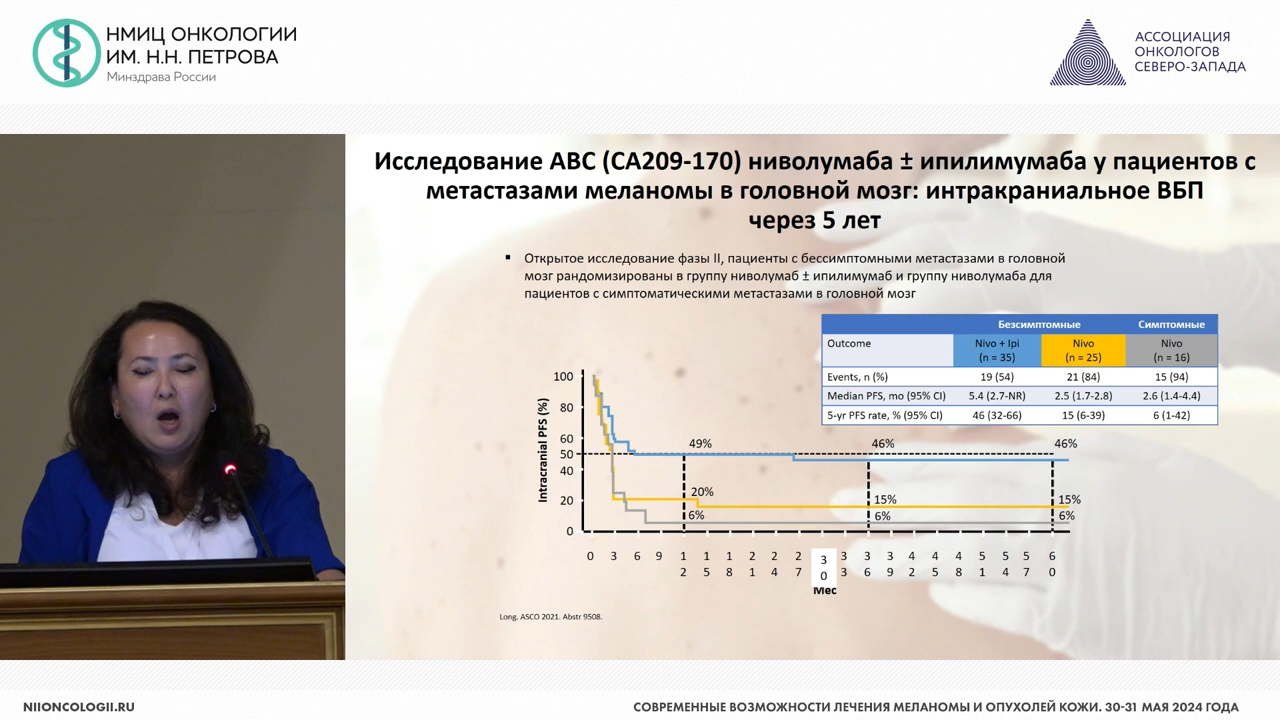 НМИЦ ОНКОЛОГИИ
ИМ. Н.Н. ПЕТРОВА
Минздрава России
АССОЦИАЦИЯ
ОНКОЛОГОВ
СЕВЕРО-ЗАПАДА
Исследование ABC (CA209-170) ниволумаба ± ипилимумаба у пациентов с
метастазами меланомы в головной мозг: интракраниальное ВБП
через 5 лет
▪ Открытое исследование фазы II, пациенты с бессимптомными метастазами в головной
мозг рандомизированы в группу ниволумаб ± ипилимумаб и группу ниволумаба для
пациентов с симптоматическими метастазами в головной мозг
Безсимптомные Симптомные
Outcome Nivo + Ipi (n = 35) Nivo (n = 25) Nivo (n = 16)
Events, n (%) 19 (54) 21 (84) 15 (94)
Median PFS, mo (95% CI) 5.4 (2.7-NR) 2.5 (1.7-2.8) 2.6 (1.4-4.4)
5-yr PFS rate, % (95% CI) 46 (32-66) 15 (6-39) 6 (1-42)
Intracranial PFS (%)
100
80
60
50
40
20
0
49% 46% 46%
20% 15% 15%
6% 6% 6%
0 3 6 9 12 15 18 21 24 27 30 33 36 39 42 45 48 51 54 57 60
Мес
Long. ASCO 2021. Abstr 9508.
NIIONCOLOGII.RU
СОВРЕМЕННЫЕ ВОЗМОЖНОСТИ ЛЕЧЕНИЯ МЕЛАНОМЫ И ОПУХОЛЕЙ КОЖИ. 30-31 МАЯ 2024 ГОДА